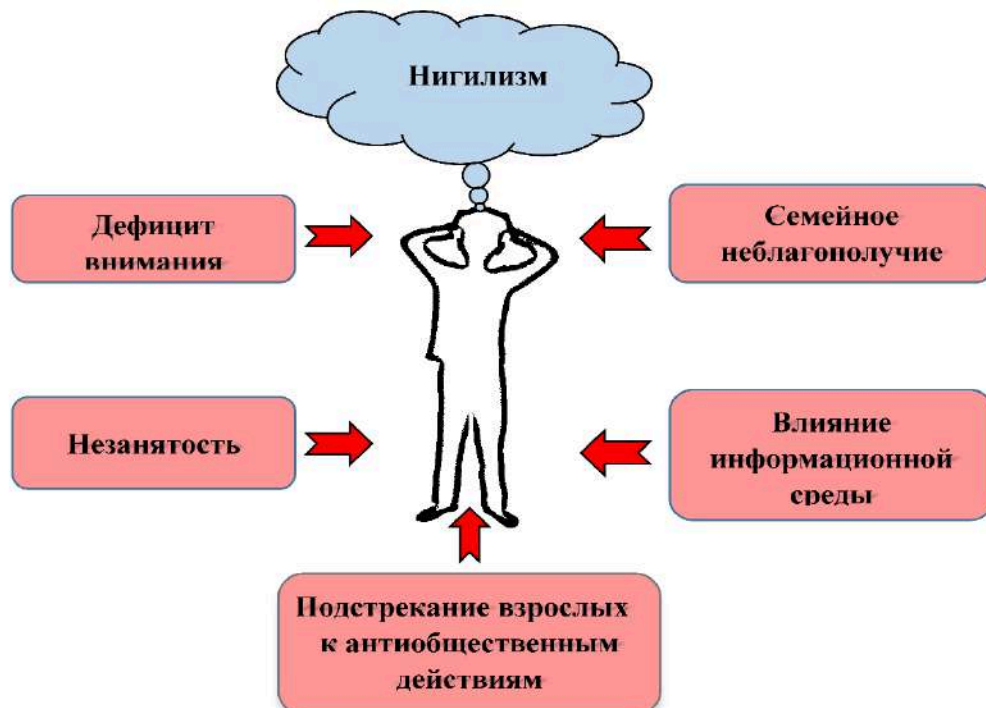 Нигилизм
Дефицит
внимания
Семейное
неблагополучие
Незанятость
Влияние
информационной
среды
Подстрекание взрослых
к антиобщественным
действиям